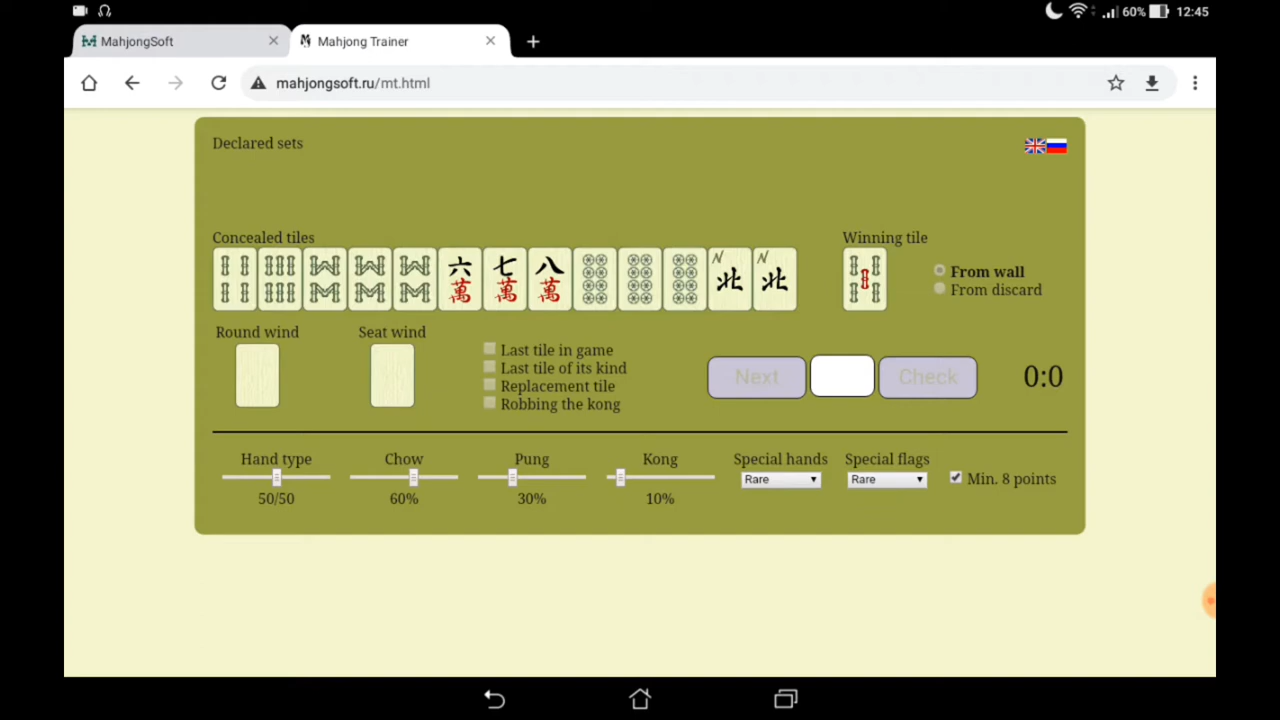 60% 12:45
MahjongSoft Mahjong Trainer
mahjongsoft.ru/mt.html
Declared sets
Concealed tiles
Winning tile
六萬 七萬 八萬 N北 N北
From wall
From discard
Round wind
Seat wind
Last tile in game
Last tile of its kind
Replacement tile
Robbing the kong
Next
Check
0:0
Hand type Chow Pung Kong Special hands Special flags
Rare Rare Min. 8 points
50/50 60% 30% 10%